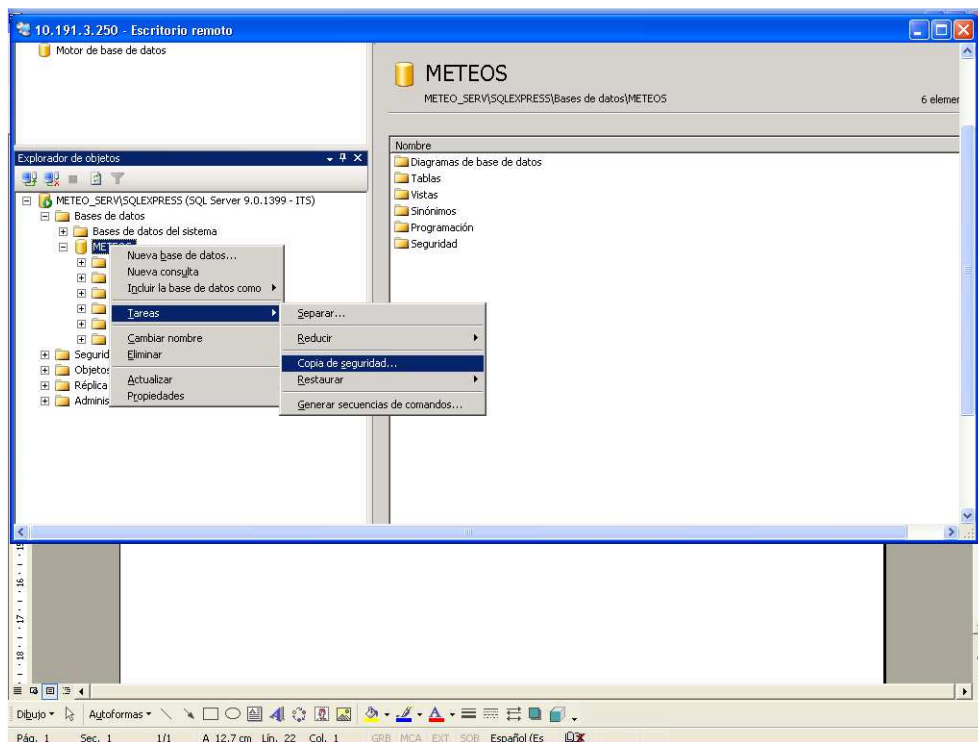 10.191.3.250 - Escritorio remoto
Motor de base de datos
METEOS
METEO_SERV\SQLEXPRESS\Bases de datos\METEOS
6 elemen
Nombre
Diagramas de base de datos
Tablas
Vistas
Sinónimos
Programación
Seguridad
Explorador de objetos
METEO_SERV\SQLEXPRESS (SQL Server 9.0.1399 - ITS)
Bases de datos
Bases de datos del sistema
Nueva base de datos...
Nueva consulta
Incluir la base de datos como
Tareas
Cambiar nombre
Eliminar
Actualizar
Propiedades
Segurid
Objetos
Réplica
Adminis
Separar...
Reducir
Copia de seguridad...
Restaurar
Generar secuencias de comandos...
16
17
18
Dibujo
Autoformas
Pág. 1 Sec. 1 1/1 A 12,7 cm Lín. 22 Col. 1 GRB MCA EXT SOB Español (Es